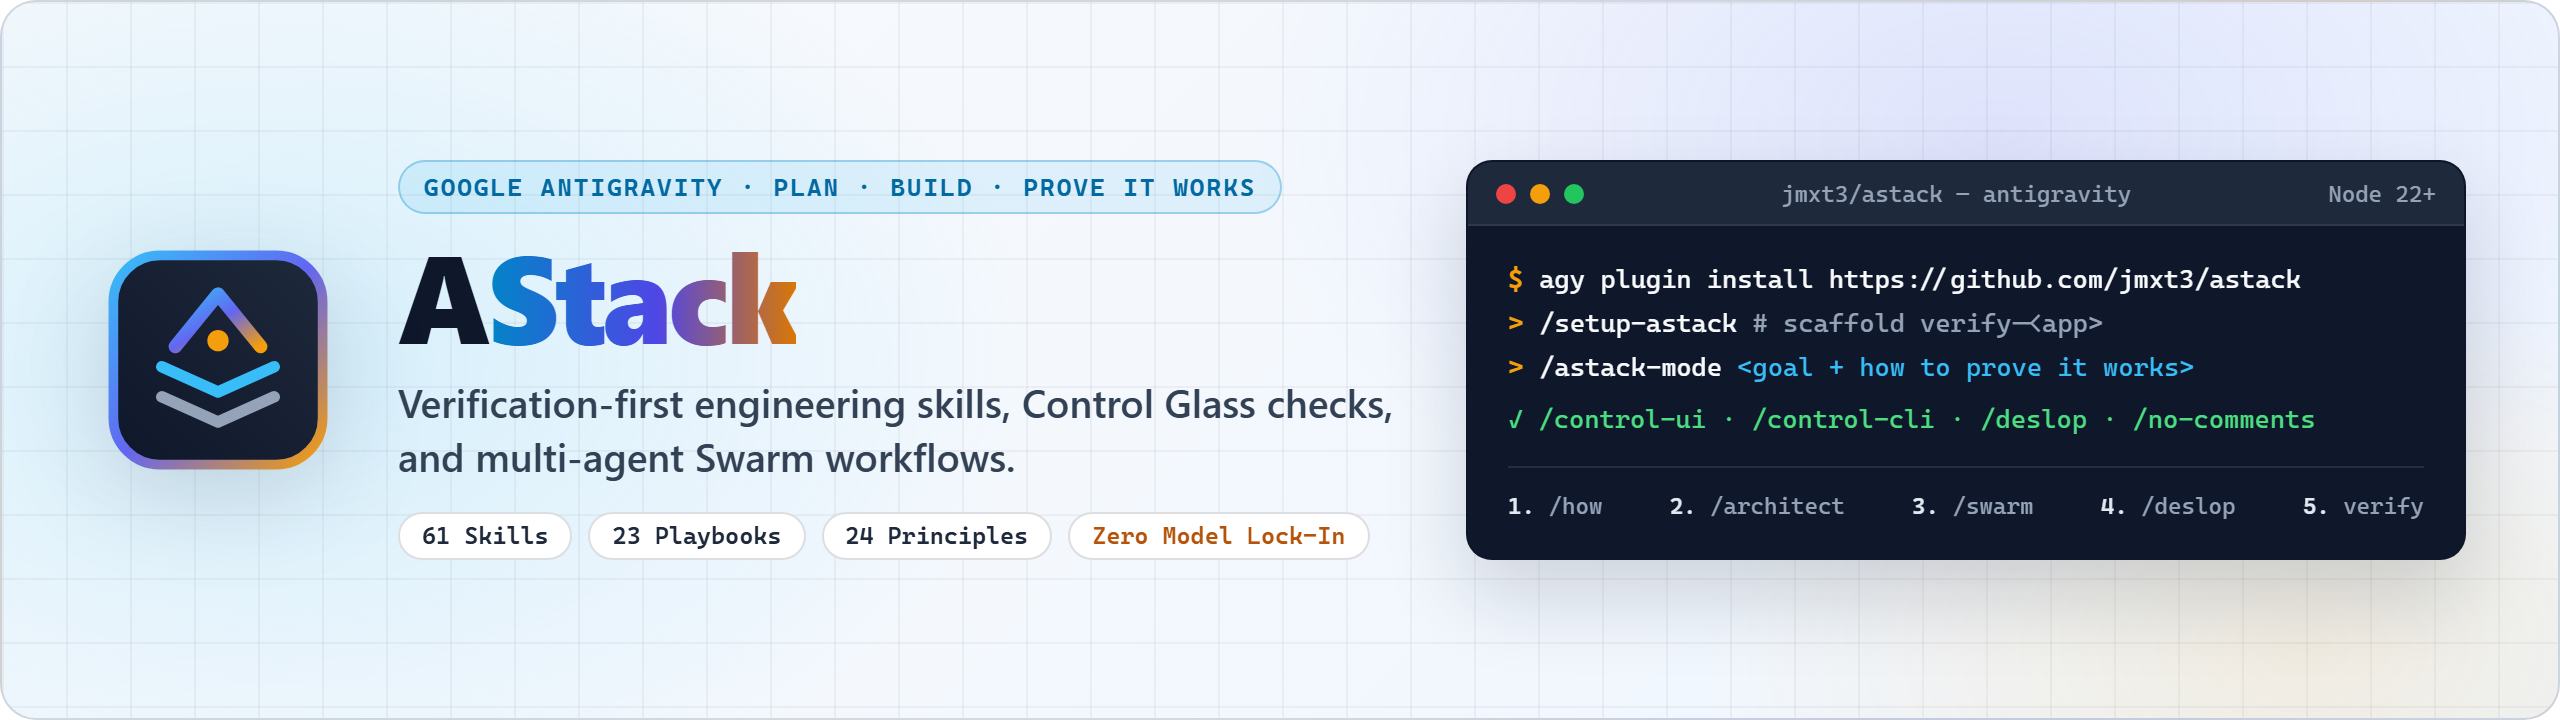 GOOGLE ANTIGRAVITY · PLAN · BUILD · PROVE IT WORKS
AStack
Verification-first engineering skills, Control Glass checks,
and multi-agent Swarm workflows.
61 Skills
23 Playbooks
24 Principles
Zero Model Lock-In
jmxt3/astack — antigravity
Node 22+
$ agy plugin install https://github.com/jmxt3/astack
> /setup-astack # scaffold verify-<app>
> /astack-mode <goal + how to prove it works>
✓ /control-ui · /control-cli · /deslop · /no-comments
1. /how 2. /architect 3. /swarm 4. /deslop 5. verify